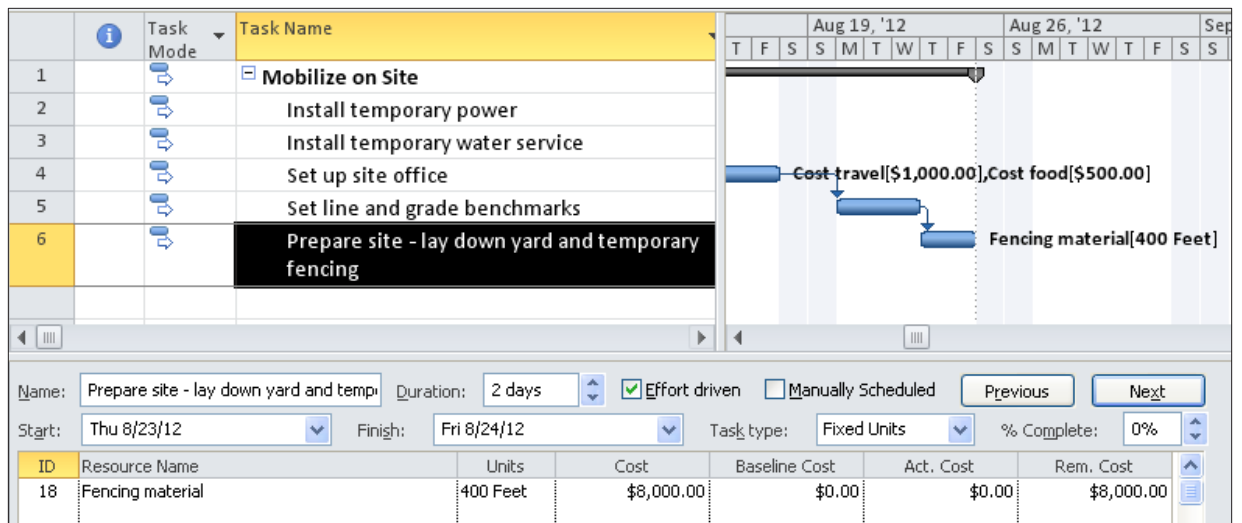 Task Mode Task Name Aug 19, '12 Aug 26, '12 Sep
T F S S M T W T F S S M T W T F S S
1 Mobilize on Site
2 Install temporary power
3 Install temporary water service
4 Set up site office Cost travel[$1,000.00],Cost food[$500.00]
5 Set line and grade benchmarks
6 Prepare site - lay down yard and temporary fencing Fencing material[400 Feet]
Name: Prepare site - lay down yard and temp Duration: 2 days Effort driven Manually Scheduled Previous Next
Start: Thu 8/23/12 Finish: Fri 8/24/12 Task type: Fixed Units % Complete: 0%
ID Resource Name Units Cost Baseline Cost Act. Cost Rem. Cost
18 Fencing material 400 Feet $8,000.00 $0.00 $0.00 $8,000.00